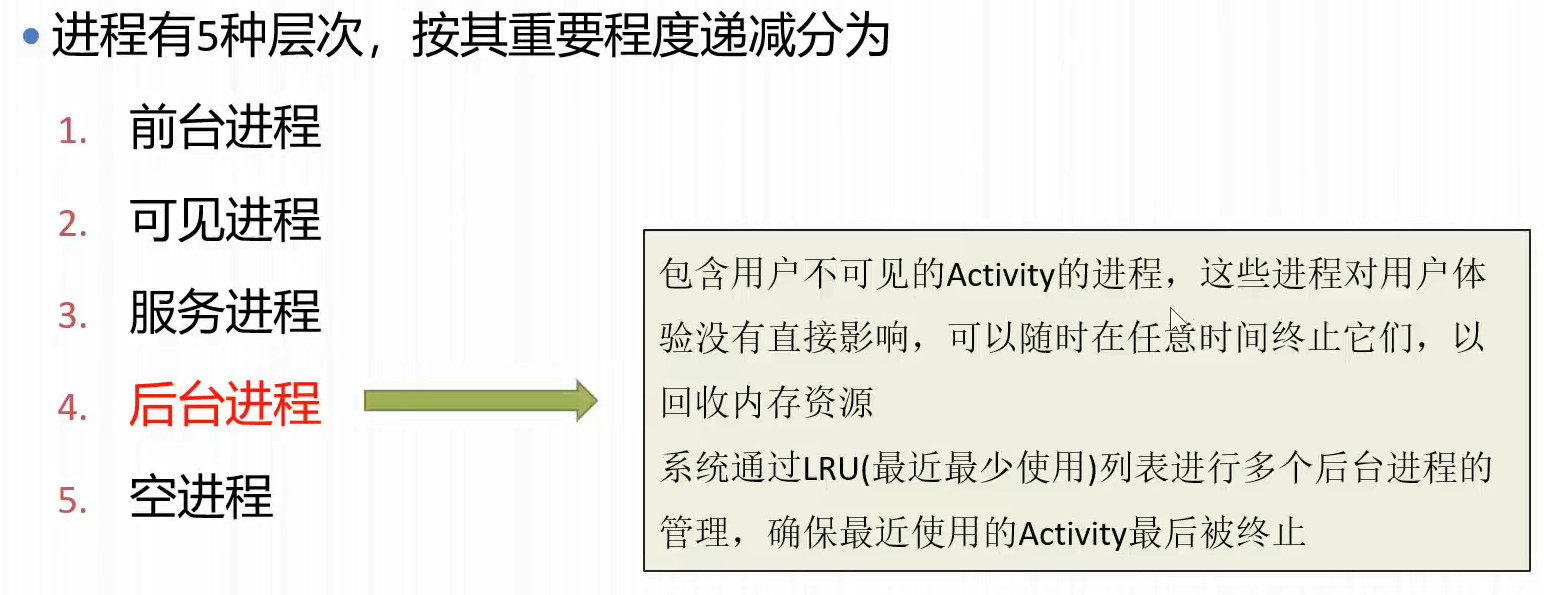 • 进程有5种层次，按其重要程度递减分为
1. 前台进程
2. 可见进程
3. 服务进程
4. 后台进程
5. 空进程
包含用户不可见的Activity的进程，这些进程对用户体
验没有直接影响，可以随时在任意时间终止它们，以
回收内存资源
系统通过LRU(最近最少使用)列表进行多个后台进程的
管理，确保最近使用的Activity最后被终止